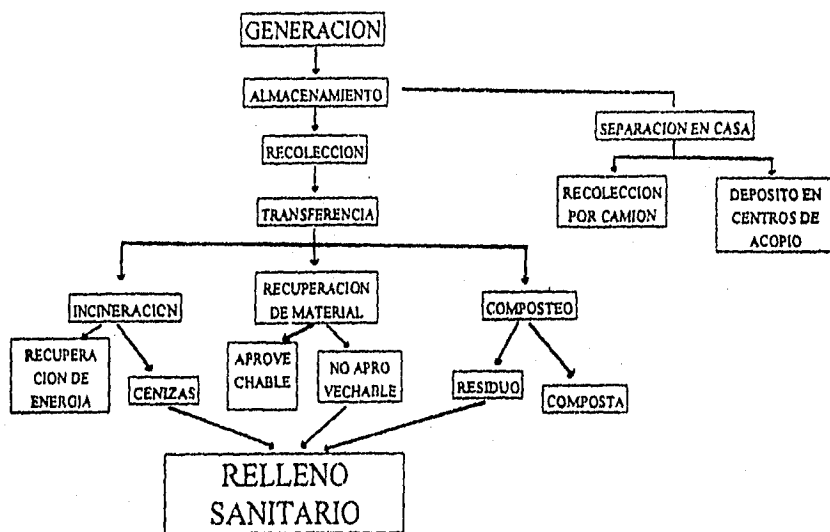 GENERACION
ALMACENAMIENTO
SEPARACION EN CASA
RECOLECCION
RECOLECCION
POR CAMION
DEPOSITO EN
CENTROS DE
ACOPIO
TRANSFERENCIA
INCINERACION
RECUPERACION
DE MATERIAL
COMPOSTEO
RECUPERA
CION DE
ENERGIA
CENIZAS
APROVE
CHABLE
NO APRO
VECHABLE
RESIDUO
COMPOSTA
RELLENO
SANITARIO